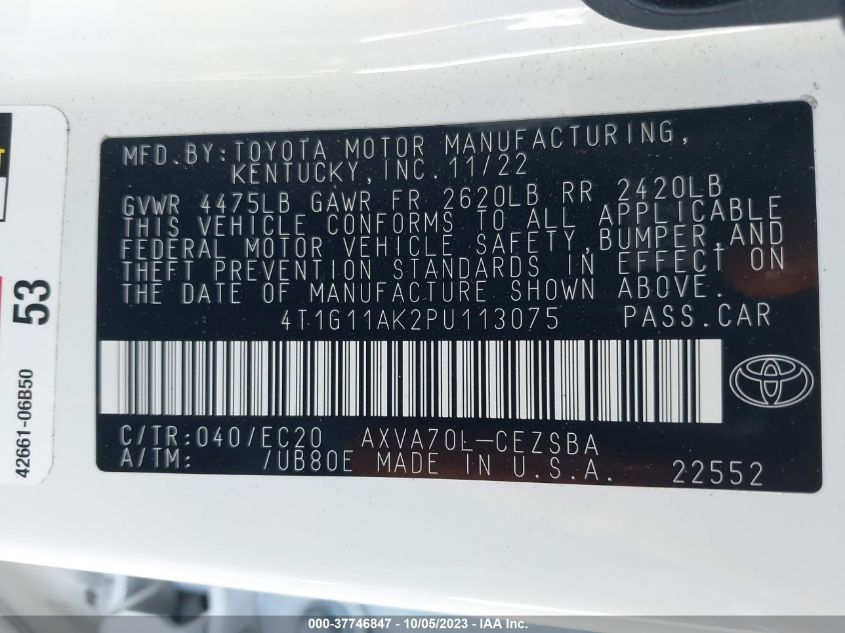 MFD. BY: TOYOTA MOTOR MANUFACTURING,
KENTUCKY, INC. 11/22
GVWR 4475LB GAWR FR 2620LB RR 2420LB
THIS VEHICLE CONFORMS TO ALL APPLICABLE
FEDERAL MOTOR VEHICLE SAFETY, BUMPER, AND
THEFT PREVENTION STANDARDS IN EFFECT ON
THE DATE OF MANUFACTURE SHOWN ABOVE.
4T1G11AK2PU113075 PASS. CAR
C/TR: 040/EC20 AXVA70L-CEZSBA
A/TM: /UB80E MADE IN U.S.A. 22552
53
42661-06B50
000-37746847 - 10/05/2023 - IAA Inc.